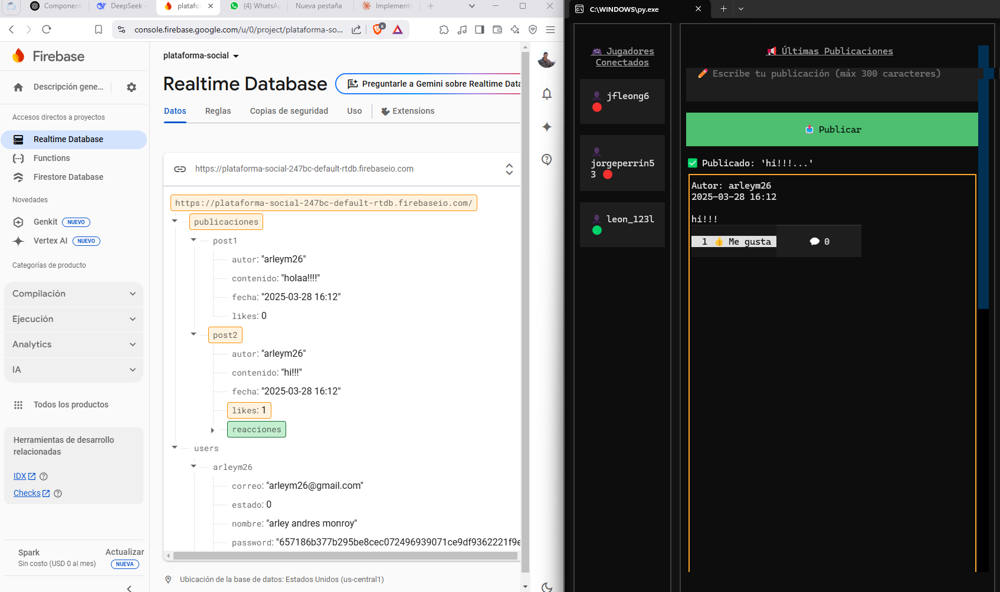 Component
DeepSeek -
platafo
(4) WhatsA
Nueva pestaña
Implementi
console.firebase.google.com/u/0/project/plataforma-so...
6
Firebase
Descripción gene...
Accesos directos a proyectos
Realtime Database
Functions
Firestore Database
Novedades
Genkit NUEVO
Vertex AI NUEVO
Categorías de producto
Compilación
Ejecución
Analytics
IA
Todos los productos
Herramientas de desarrollo
relacionadas
IDX
Checks
Spark
Sin costo (USD 0 al mes)
Actualizar
NUEVA
plataforma-social
Realtime Database
Preguntarle a Gemini sobre Realtime Data
Datos
Reglas
Copias de seguridad
Uso
Extensions
https://plataforma-social-247bc-default-rtdb.firebaseio.com
https://plataforma-social-247bc-default-rtdb.firebaseio.com/
publicaciones
post1
autor: "arleym26"
contenido: "holaa!!!!"
fecha: "2025-03-28 16:12"
likes: 0
post2
autor: "arleym26"
contenido: "hi!!!"
fecha: "2025-03-28 16:12"
likes: 1
reacciones
users
arleym26
correo: "arleym26@gmail.com"
estado: 0
nombre: "arley andres monroy"
password: "657186b377b295be8cec072496939071ce9df9362221f9e
Ubicación de la base de datos: Estados Unidos (us-central1)
C:\WINDOWS\py.exe
🎮 Jugadores
Conectados
👤 jfleong6
🔴
👤
jorgeperrin5
3 🔴
👤 leon_123l
🟢
📢 Últimas Publicaciones
✏️ Escribe tu publicación (máx 300 caracteres)
📤 Publicar
✅ Publicado: 'hi!!!...'
Autor: arleym26
2025-03-28 16:12
hi!!!
1 👍 Me gusta
💬 0